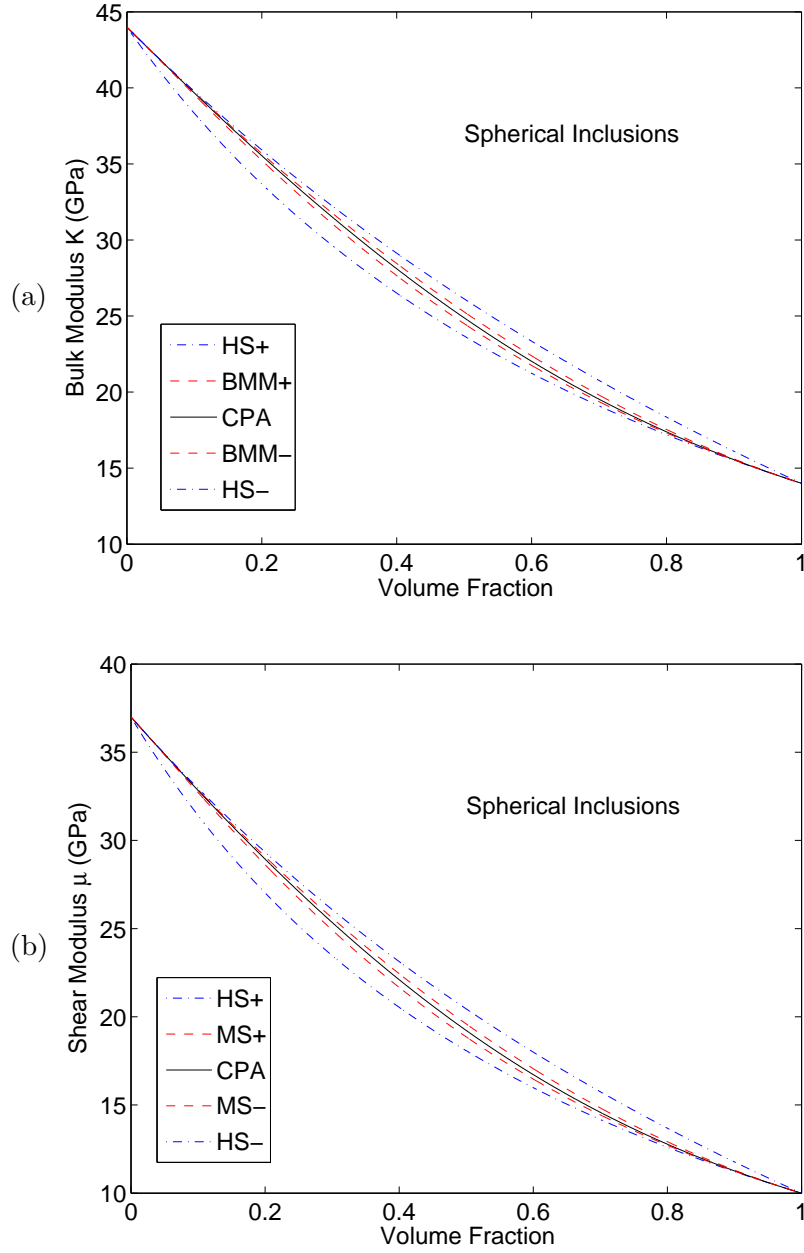 (a)
Bulk Modulus K (GPa)
45
40
35
30
25
20
15
10
Spherical Inclusions
HS+
BMM+
CPA
BMM−
HS−
0
0.2
0.4
0.6
0.8
1
Volume Fraction
(b)
Shear Modulus μ (GPa)
40
35
30
25
20
15
10
Spherical Inclusions
HS+
MS+
CPA
MS−
HS−
0
0.2
0.4
0.6
0.8
1
Volume Fraction